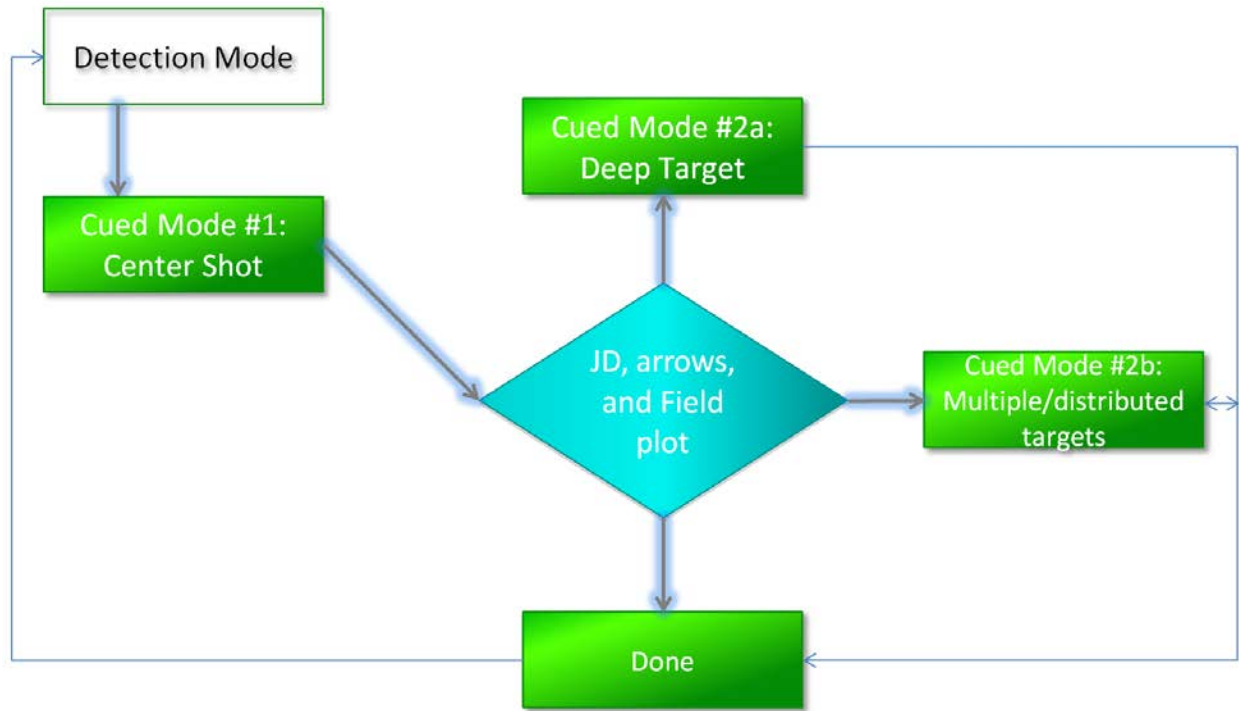 Detection Mode
Cued Mode #1:
Center Shot
Cued Mode #2a:
Deep Target
JD, arrows,
and Field
plot
Cued Mode #2b:
Multiple/distributed
targets
Done